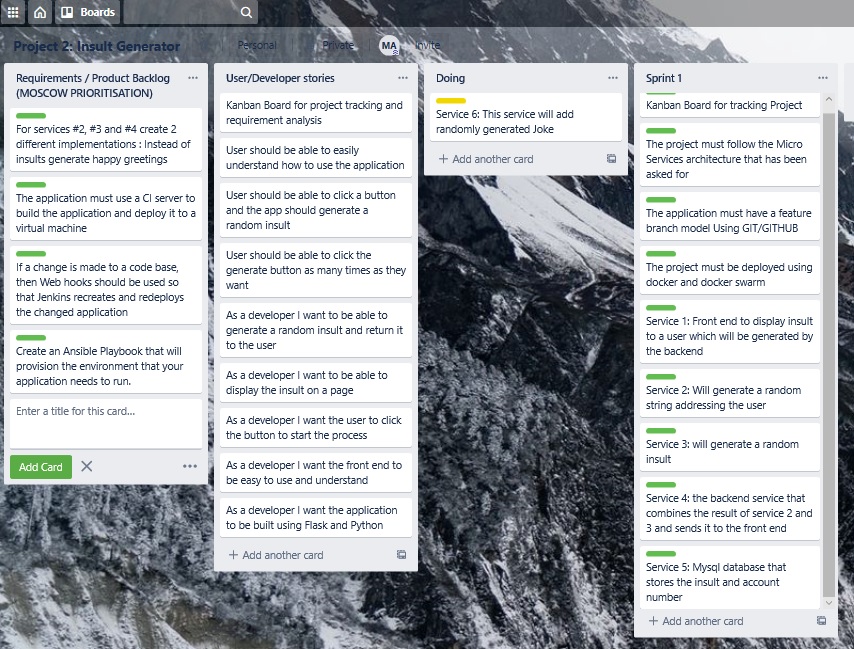 Boards
Project 2: Insult Generator
Personal
Private
MA
Invite
Requirements / Product Backlog
(MOSCOW PRIORITISATION)
For services #2, #3 and #4 create 2
different implementations : Instead of
insults generate happy greetings
The application must use a CI server to
build the application and deploy it to a
virtual machine
If a change is made to a code base,
then Web hooks should be used so
that Jenkins recreates and redeploys
the changed application
Create an Ansible Playbook that will
provision the environment that your
application needs to run.
Enter a title for this card...
Add Card
User/Developer stories
Kanban Board for project tracking and
requirement analysis
User should be able to easily
understand how to use the application
User should be able to click a button
and the app should generate a
random insult
User should be able to click the
generate button as many times as they
want
As a developer I want to be able to
generate a random insult and return it
to the user
As a developer I want to be able to
display the insult on a page
As a developer I want the user to click
the button to start the process
As a developer I want the front end to
be easy to use and understand
As a developer I want the application
to be built using Flask and Python
+ Add another card
Doing
Service 6: This service will add
randomly generated Joke
+ Add another card
Sprint 1
Kanban Board for tracking Project
The project must follow the Micro
Services architecture that has been
asked for
The application must have a feature
branch model Using GIT/GITHUB
The project must be deployed using
docker and docker swarm
Service 1: Front end to display insult
to a user which will be generated by
the backend
Service 2: Will generate a random
string addressing the user
Service 3: will generate a random
insult
Service 4: the backend service that
combines the result of service 2 and
3 and sends it to the front end
Service 5: Mysql database that
stores the insult and account
number
+ Add another card